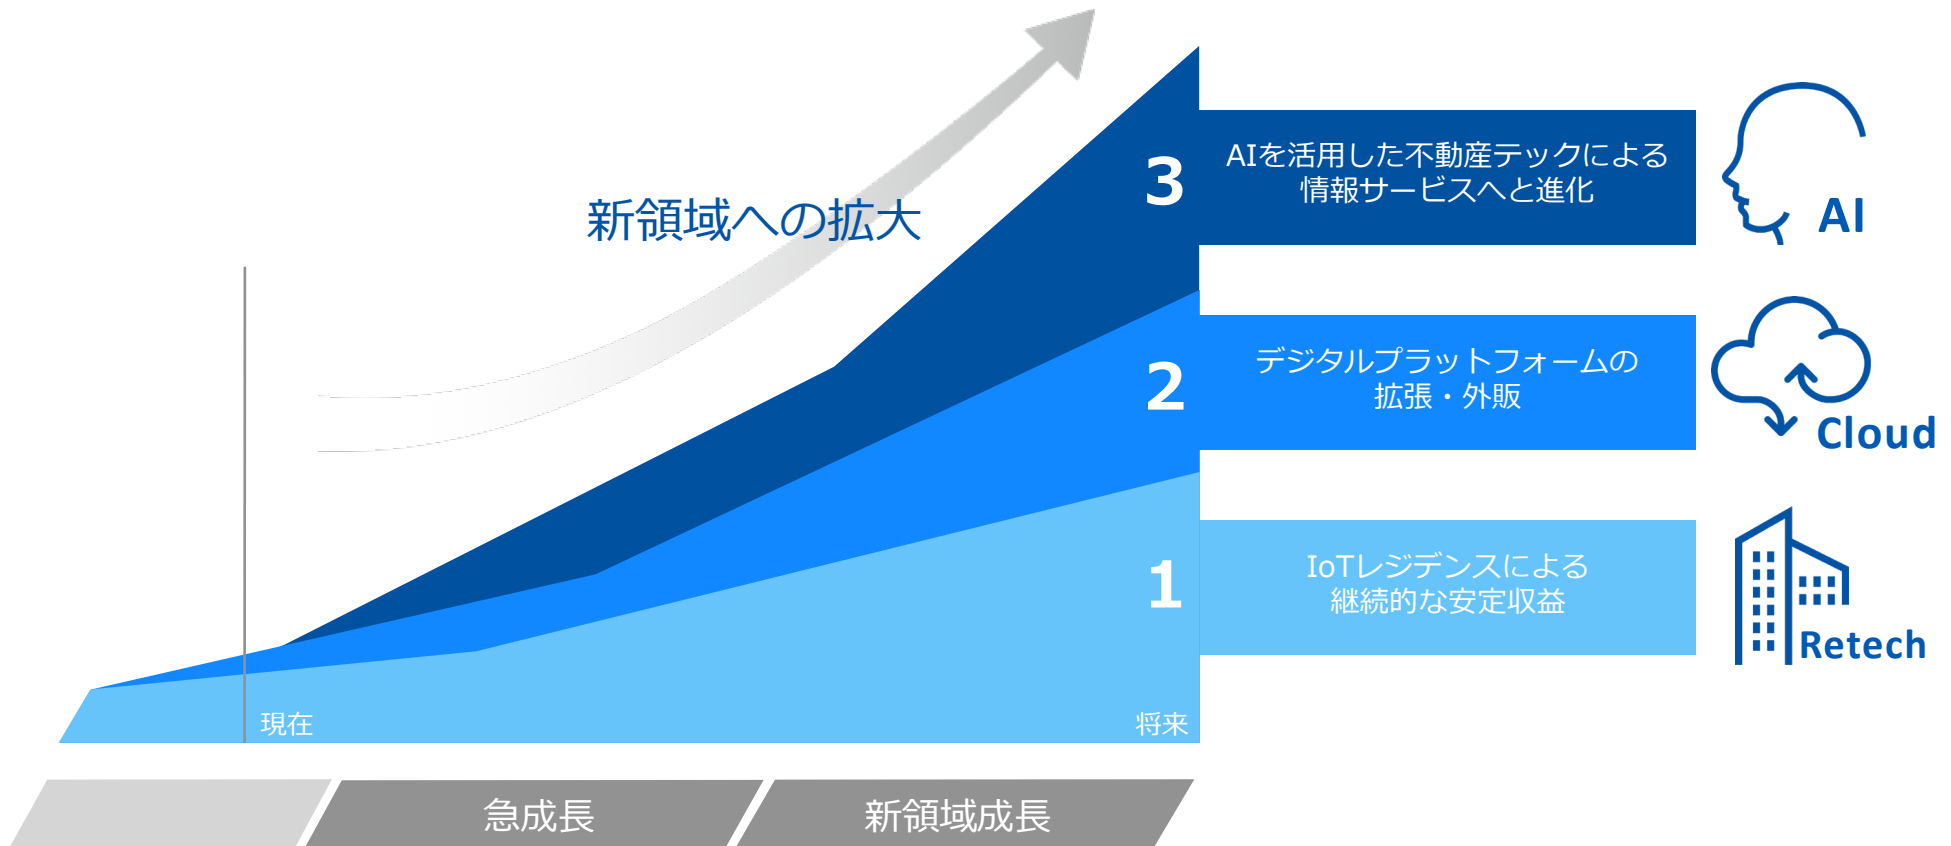 新領域への拡大
3
AIを活用した不動産テックによる
情報サービスへと進化
AI
2
デジタルプラットフォームの
拡張・外販
Cloud
1
IoTレジデンスによる
継続的な安定収益
Retech
現在
将来
急成長
新領域成長